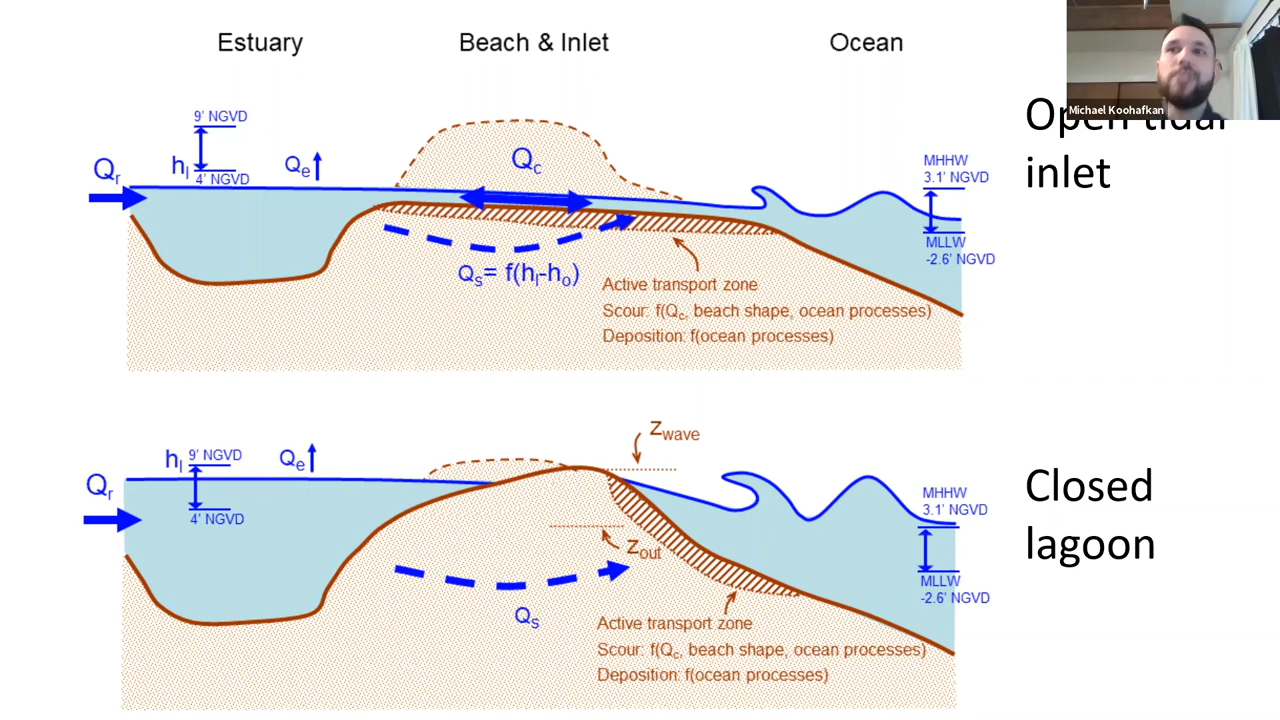 Estuary Beach & Inlet Ocean
Michael Koohafkan
Open tidal
inlet
9' NGVD
Qr
hl
4' NGVD
Qe
Qc
MHHW
3.1' NGVD
MLLW
-2.6' NGVD
Qs= f(hl-ho)
Active transport zone
Scour: f(Qc, beach shape, ocean processes)
Deposition: f(ocean processes)
Closed
lagoon
Zwave
hl
9' NGVD
Qe
Qr
4' NGVD
MHHW
3.1' NGVD
Zout
MLLW
-2.6' NGVD
Qs
Active transport zone
Scour: f(Qc, beach shape, ocean processes)
Deposition: f(ocean processes)